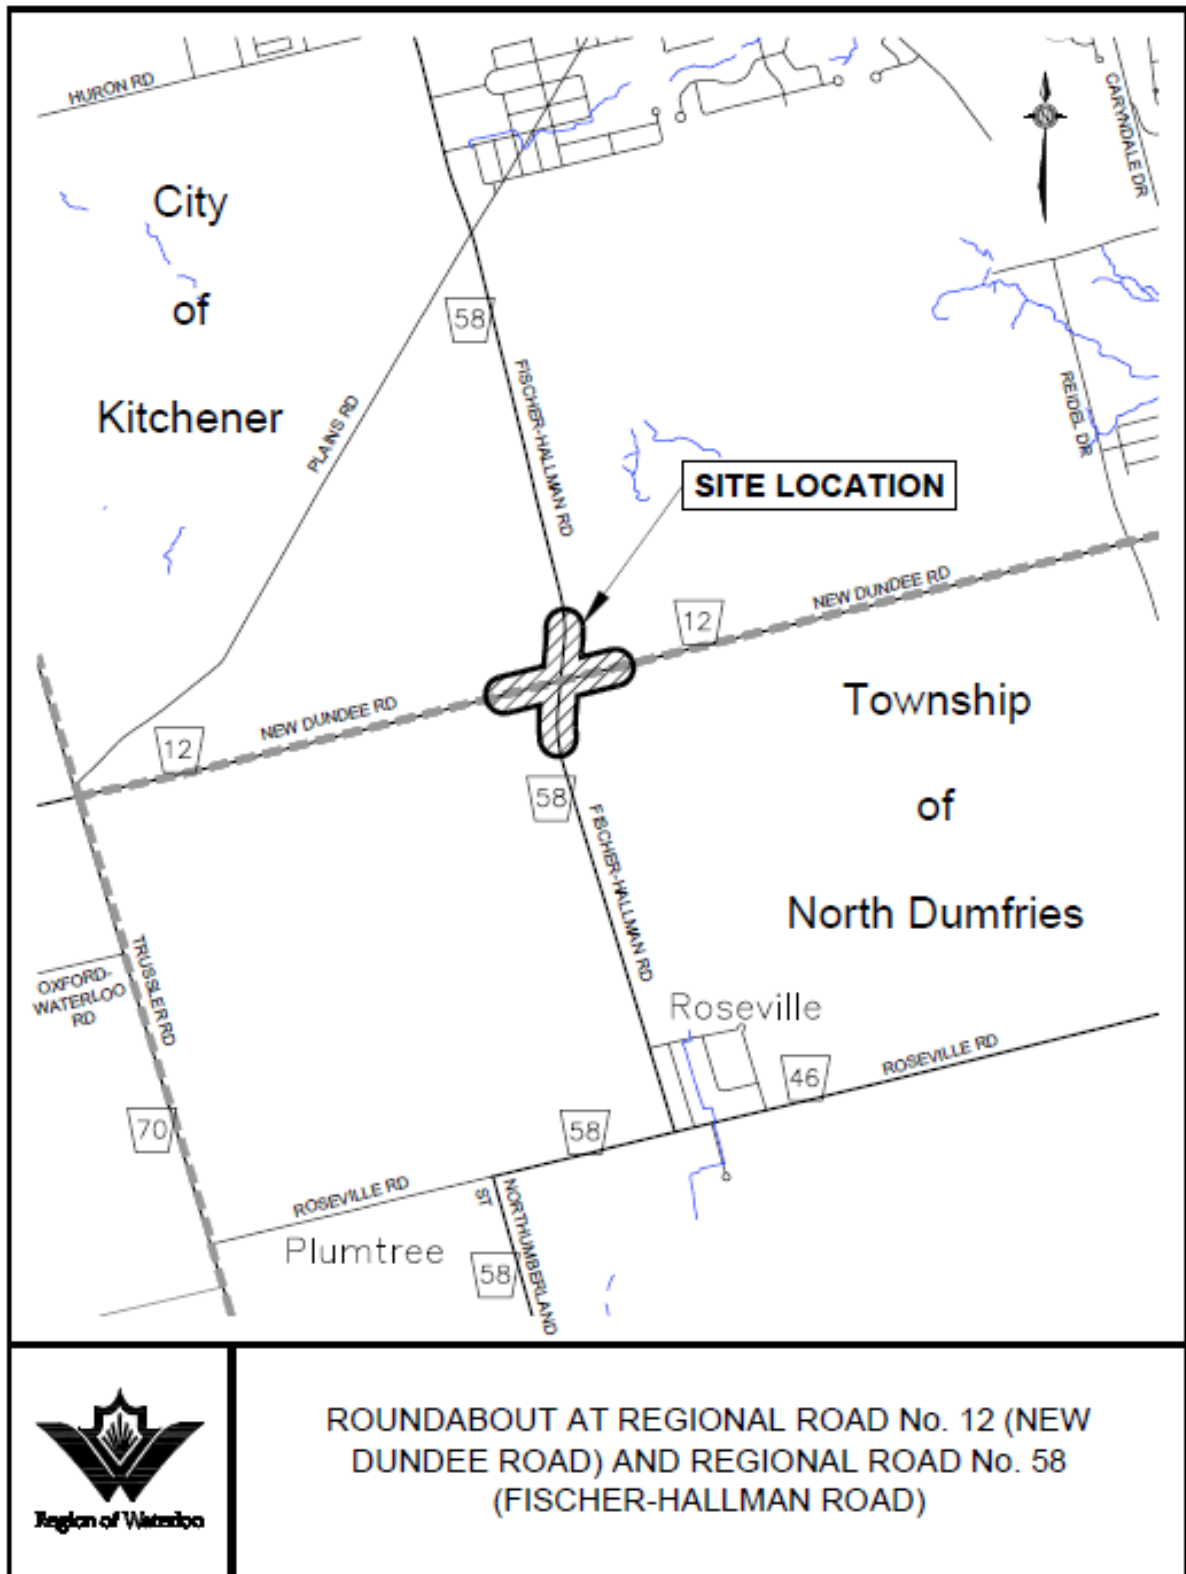 HURON RD
CARYNDALE DR
City
of
Kitchener
58
PLAINS RD
FISCHER-HALLMAN RD
REIDEL DR
SITE LOCATION
NEW DUNDEE RD
12
NEW DUNDEE RD
12
Township
of
North Dumfries
58
FISCHER-HALLMAN RD
TRUSSLER RD
OXFORD-
WATERLOO
RD
Roseville
46
ROSEVILLE RD
70
58
ROSEVILLE RD
NORTHUMBERLAND
ST
Plumtree
58
Region of Waterloo
ROUNDABOUT AT REGIONAL ROAD No. 12 (NEW
DUNDEE ROAD) AND REGIONAL ROAD No. 58
(FISCHER-HALLMAN ROAD)